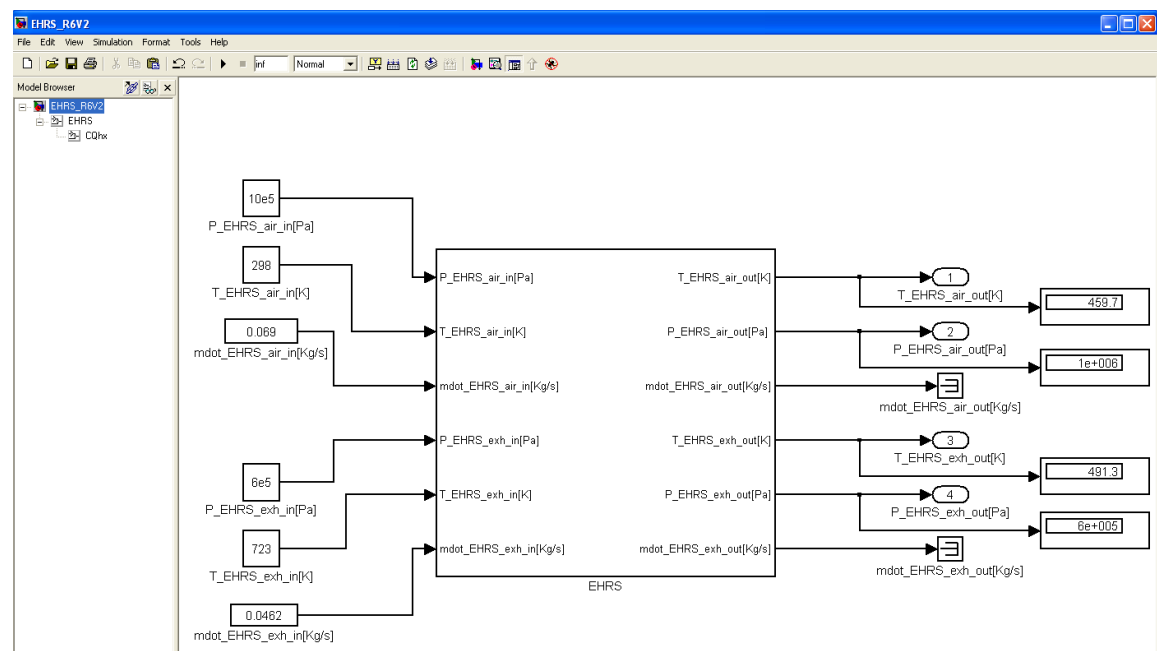 EHRS_R6V2
File Edit View Simulation Format Tools Help
inf Normal
Model Browser
EHRS_R6V2
EHRS
CQhx
10e5
P_EHRS_air_in[Pa]
298
T_EHRS_air_in[K]
0.069
mdot_EHRS_air_in[Kg/s]
6e5
P_EHRS_exh_in[Pa]
723
T_EHRS_exh_in[K]
0.0462
mdot_EHRS_exh_in[Kg/s]
P_EHRS_air_in[Pa]
T_EHRS_air_in[K]
mdot_EHRS_air_in[Kg/s]
P_EHRS_exh_in[Pa]
T_EHRS_exh_in[K]
mdot_EHRS_exh_in[Kg/s]
T_EHRS_air_out[K]
P_EHRS_air_out[Pa]
mdot_EHRS_air_out[Kg/s]
T_EHRS_exh_out[K]
P_EHRS_exh_out[Pa]
mdot_EHRS_exh_out[Kg/s]
EHRS
1
T_EHRS_air_out[K]
459.7
2
P_EHRS_air_out[Pa]
1e+006
mdot_EHRS_air_out[Kg/s]
3
T_EHRS_exh_out[K]
491.3
4
P_EHRS_exh_out[Pa]
6e+005
mdot_EHRS_exh_out[Kg/s]